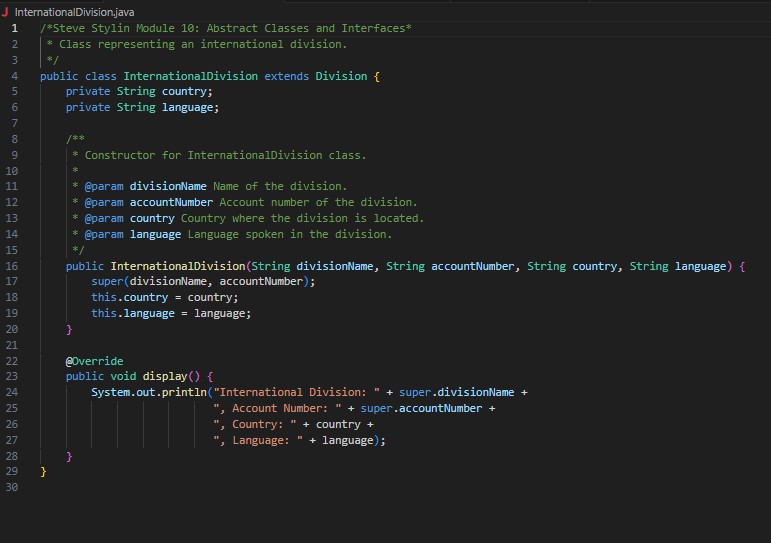 J InternationalDivision.java
1 /*Steve Stylin Module 10: Abstract Classes and Interfaces*
2 * Class representing an international division.
3 */
4 public class InternationalDivision extends Division {
5 private String country;
6 private String language;
7
8 /**
9 * Constructor for InternationalDivision class.
10 *
11 * @param divisionName Name of the division.
12 * @param accountNumber Account number of the division.
13 * @param country Country where the division is located.
14 * @param language Language spoken in the division.
15 */
16 public InternationalDivision(String divisionName, String accountNumber, String country, String language) {
17 super(divisionName, accountNumber);
18 this.country = country;
19 this.language = language;
20 }
21
22 @Override
23 public void display() {
24 System.out.println("International Division: " + super.divisionName +
25 ", Account Number: " + super.accountNumber +
26 ", Country: " + country +
27 ", Language: " + language);
28 }
29 }
30